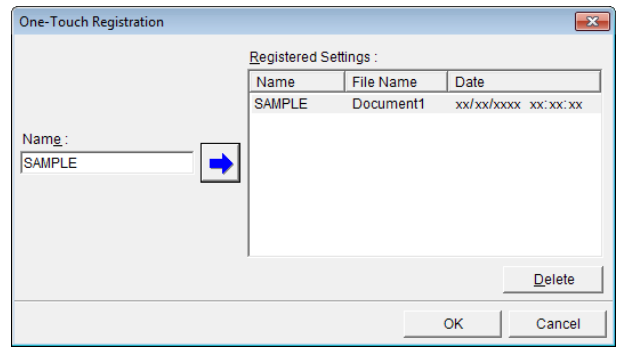 One-Touch Registration
Registered Settings :
Name File Name Date
SAMPLE Document1 xx/xx/xxxx xx:xx:xx
Name :
SAMPLE
Delete
OK Cancel